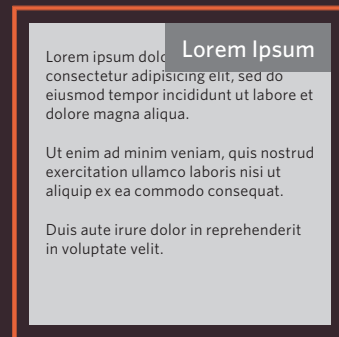 Lorem Ipsum
Lorem ipsum
consectetur adipisicing elit, sed do
eiusmod tempor incididunt ut labore et
dolore magna aliqua.
Ut enim ad minim veniam, quis nostrud
exercitation ullamco laboris nisi ut
aliquip ex ea commodo consequat.
Duis aute irure dolor in reprehenderit
in voluptate velit.